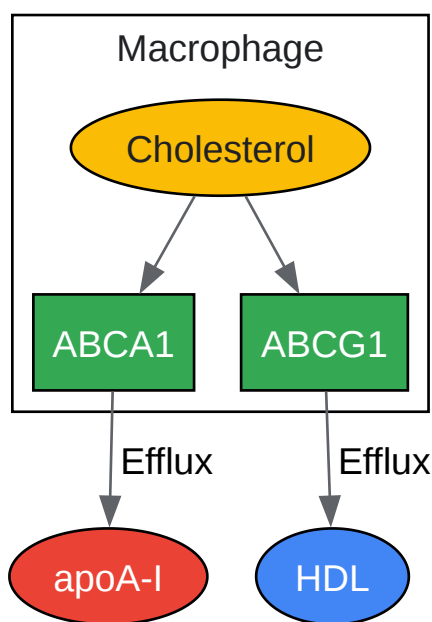 Macrophage
Cholesterol
ABCA1 ABCG1
Efflux Efflux
apoA-I HDL